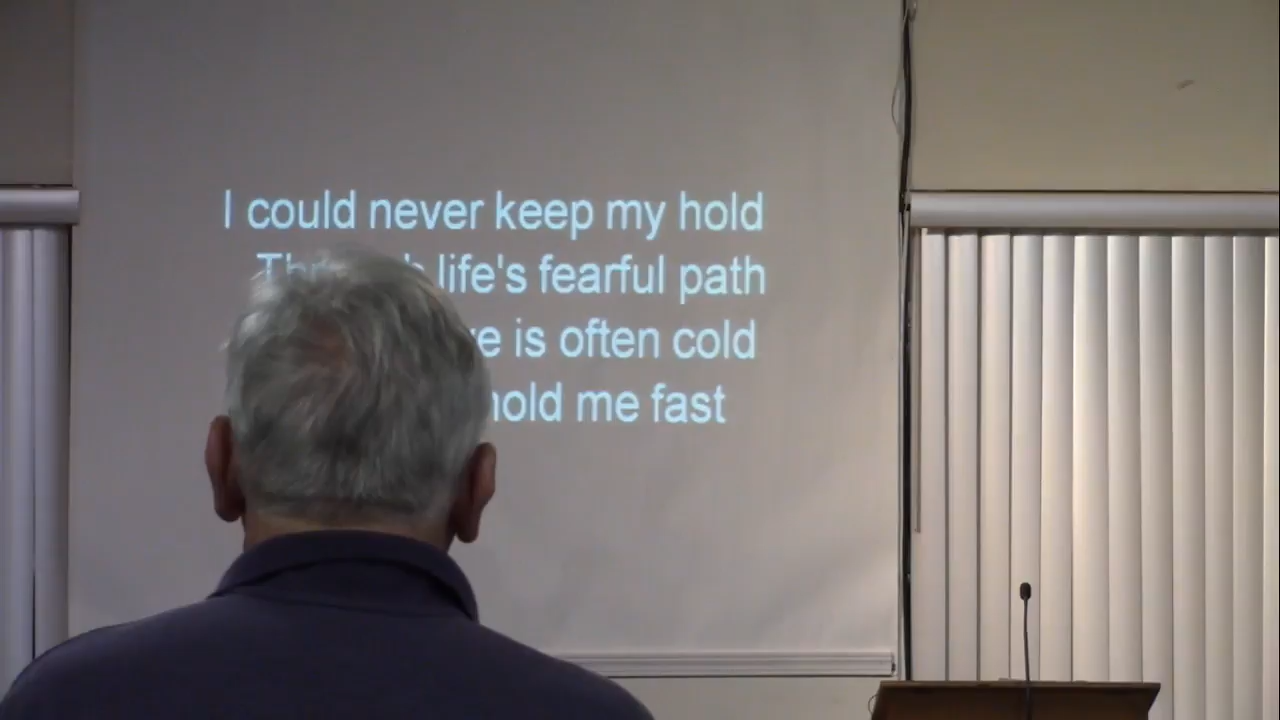 I could never keep my hold
life's fearful path
is often cold
hold me fast